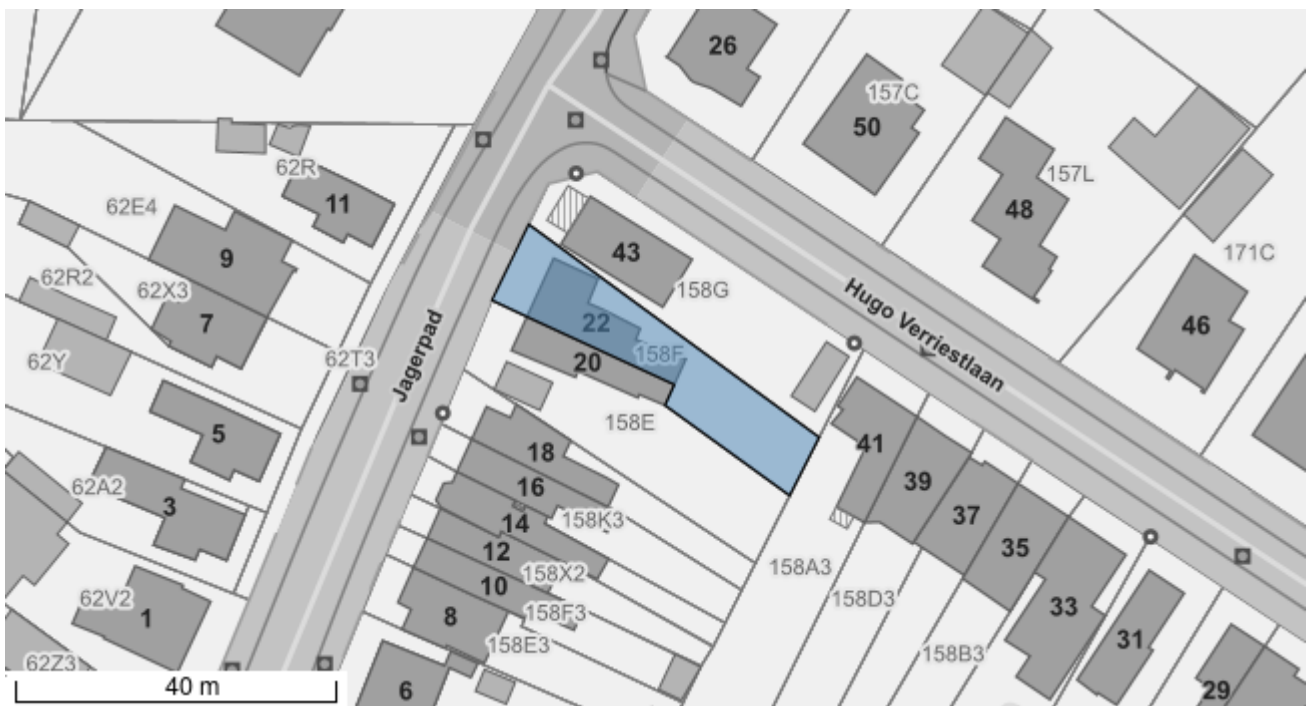 26
157C
50
157L
48
62R
11
62E4
9
43
158G
171C
46
62R2
62X3
7
22
158F
20
62Y
62T3
Jagerpad
Hugo Verriestlaan
158E
5
18
41
39
62A2
3
16
158K3
14
37
12
158X2
35
158A3
10
158F3
158D3
62V2
1
8
158E3
33
158B3
31
62Z3
40 m
6
29